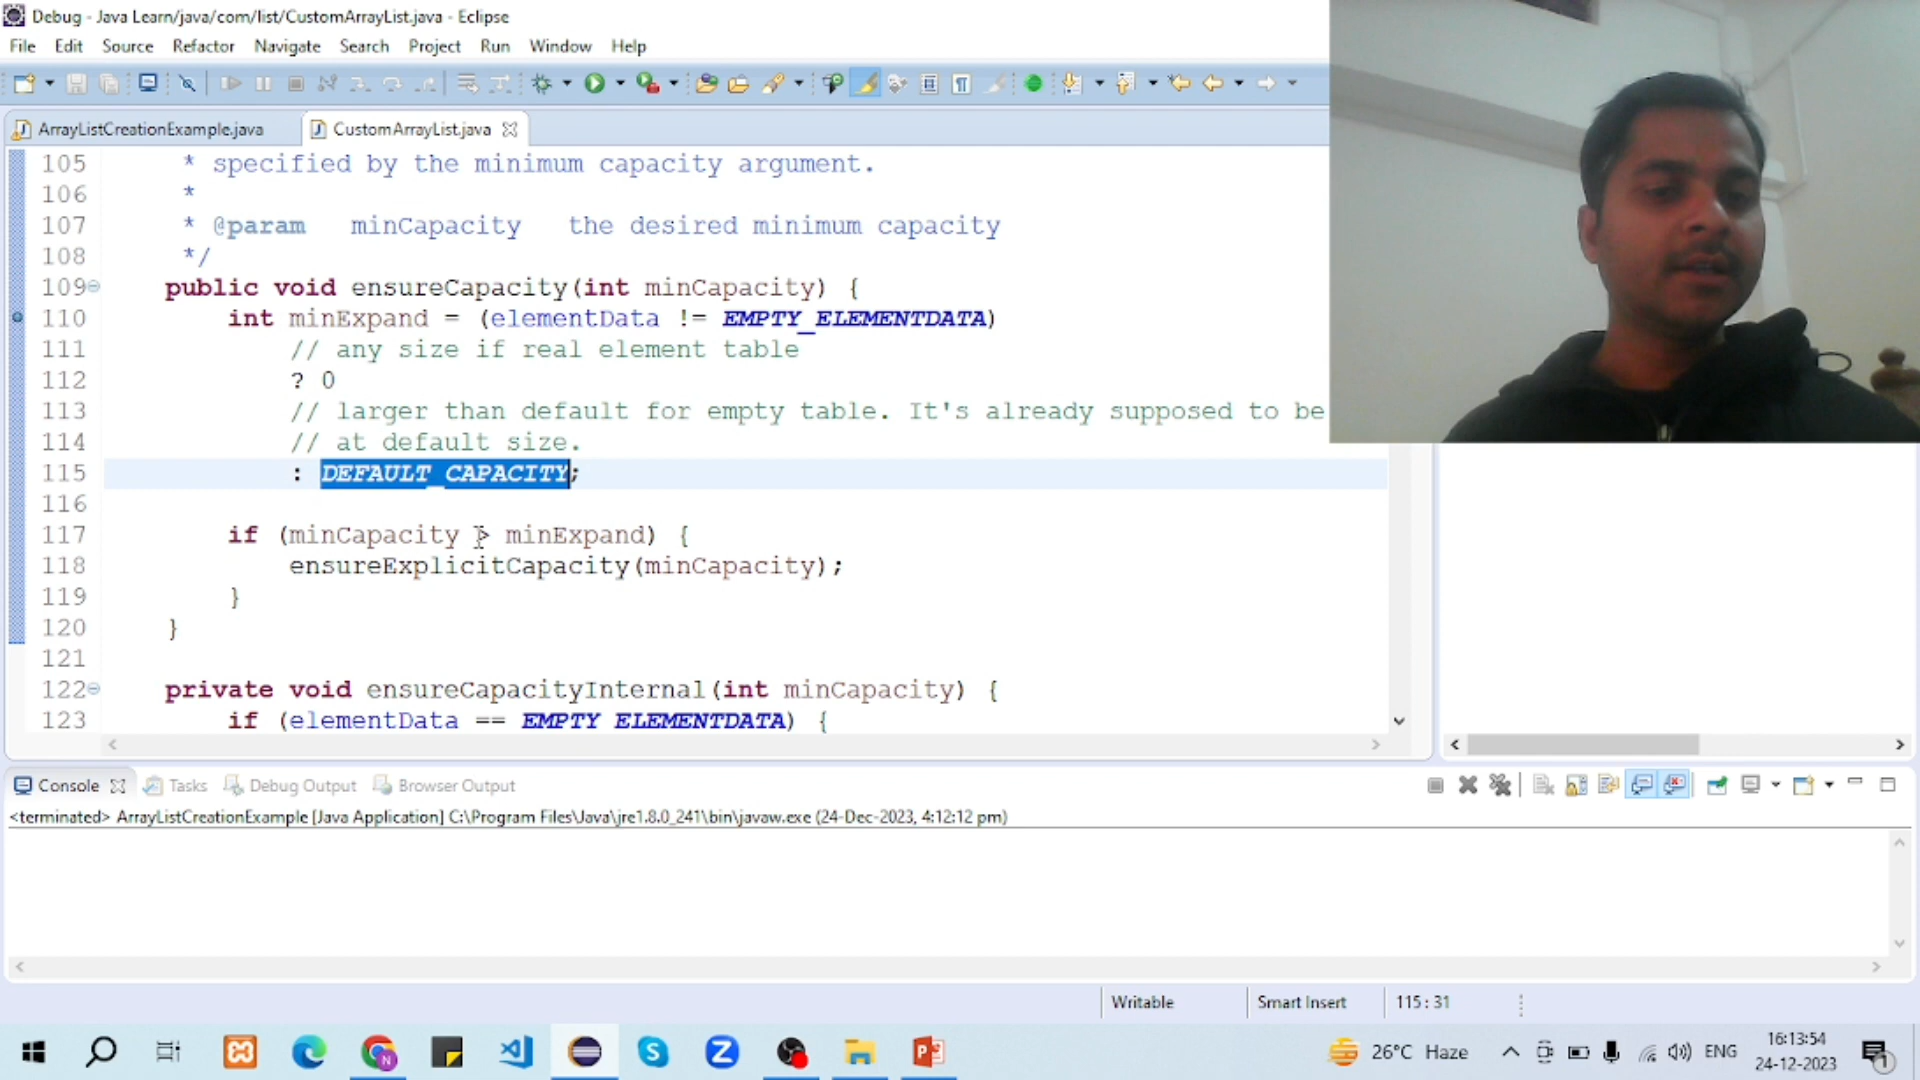 Debug - Java Learn/java/com/list/CustomArrayList.java - Eclipse
File Edit Source Refactor Navigate Search Project Run Window Help
ArrayListCreationExample.java CustomArrayList.java
105 * specified by the minimum capacity argument.
106 *
107 * @param minCapacity the desired minimum capacity
108 */
109 public void ensureCapacity(int minCapacity) {
110 int minExpand = (elementData != EMPTY_ELEMENTDATA)
111 // any size if real element table
112 ? 0
113 // larger than default for empty table. It's already supposed to be
114 // at default size.
115 : DEFAULT_CAPACITY;
116
117 if (minCapacity > minExpand) {
118 ensureExplicitCapacity(minCapacity);
119 }
120 }
121
122 private void ensureCapacityInternal(int minCapacity) {
123 if (elementData == EMPTY_ELEMENTDATA) {
Console Tasks Debug Output Browser Output
<terminated> ArrayListCreationExample [Java Application] C:\Program Files\Java\jre1.8.0_241\bin\javaw.exe (24-Dec-2023, 4:12:12 pm)
Writable Smart Insert 115 : 31
26°C Haze ENG 16:13:54
24-12-2023
1